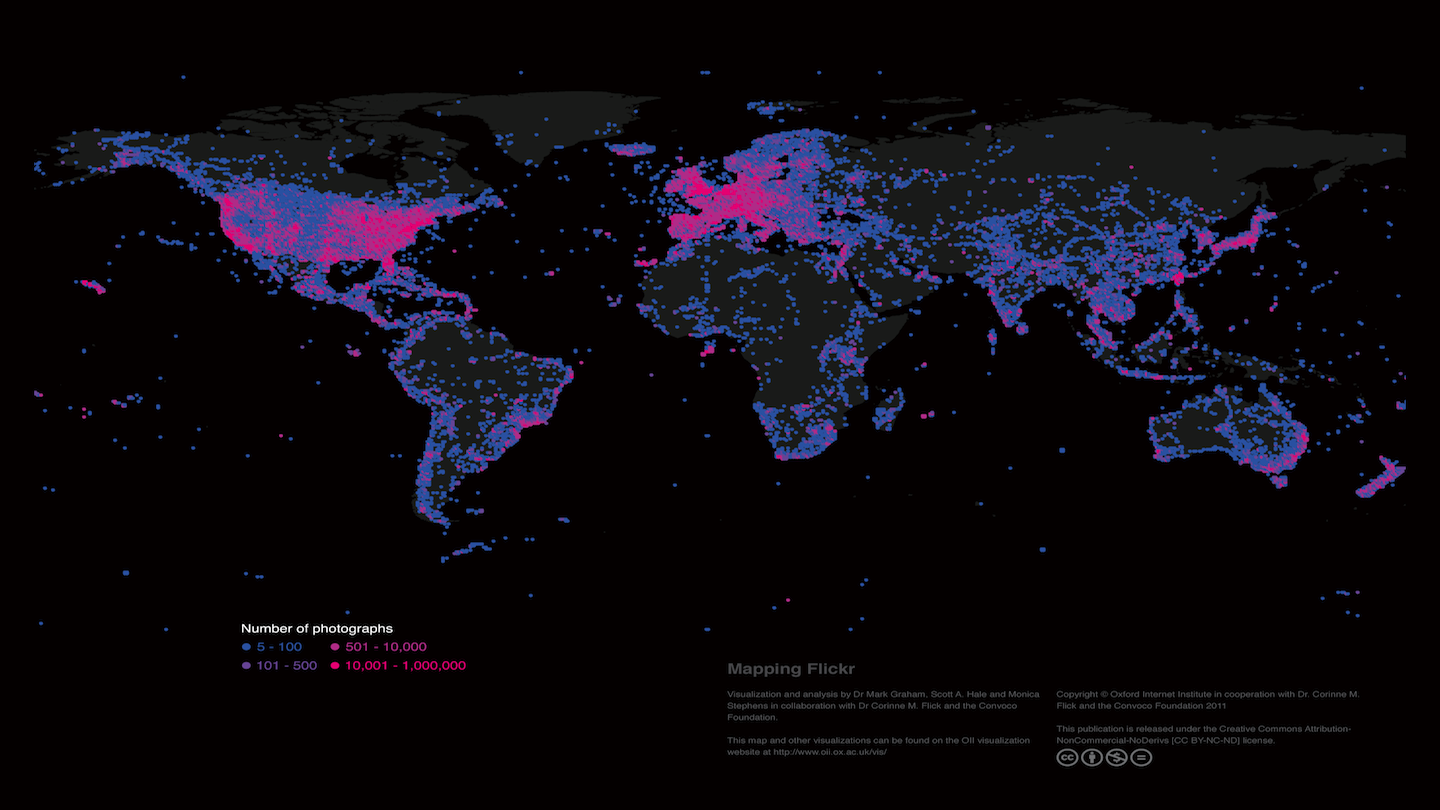 Number of photographs
5 - 100
501 - 10,000
101 - 500
10,001 - 1,000,000
Mapping Flickr
Visualization and analysis by Dr Mark Graham, Scott A. Hale and Monica
Stephens in collaboration with Dr Corinne M. Flick and the Convoco
Foundation.
This map and other visualizations can be found on the OII visualization
website at http://www.oii.ox.ac.uk/vis/
Copyright © Oxford Internet Institute in cooperation with Dr. Corinne M.
Flick and the Convoco Foundation 2011
This publication is released under the Creative Commons Attribution-
NonCommercial-NoDerivs [CC BY-NC-ND] license.
cc